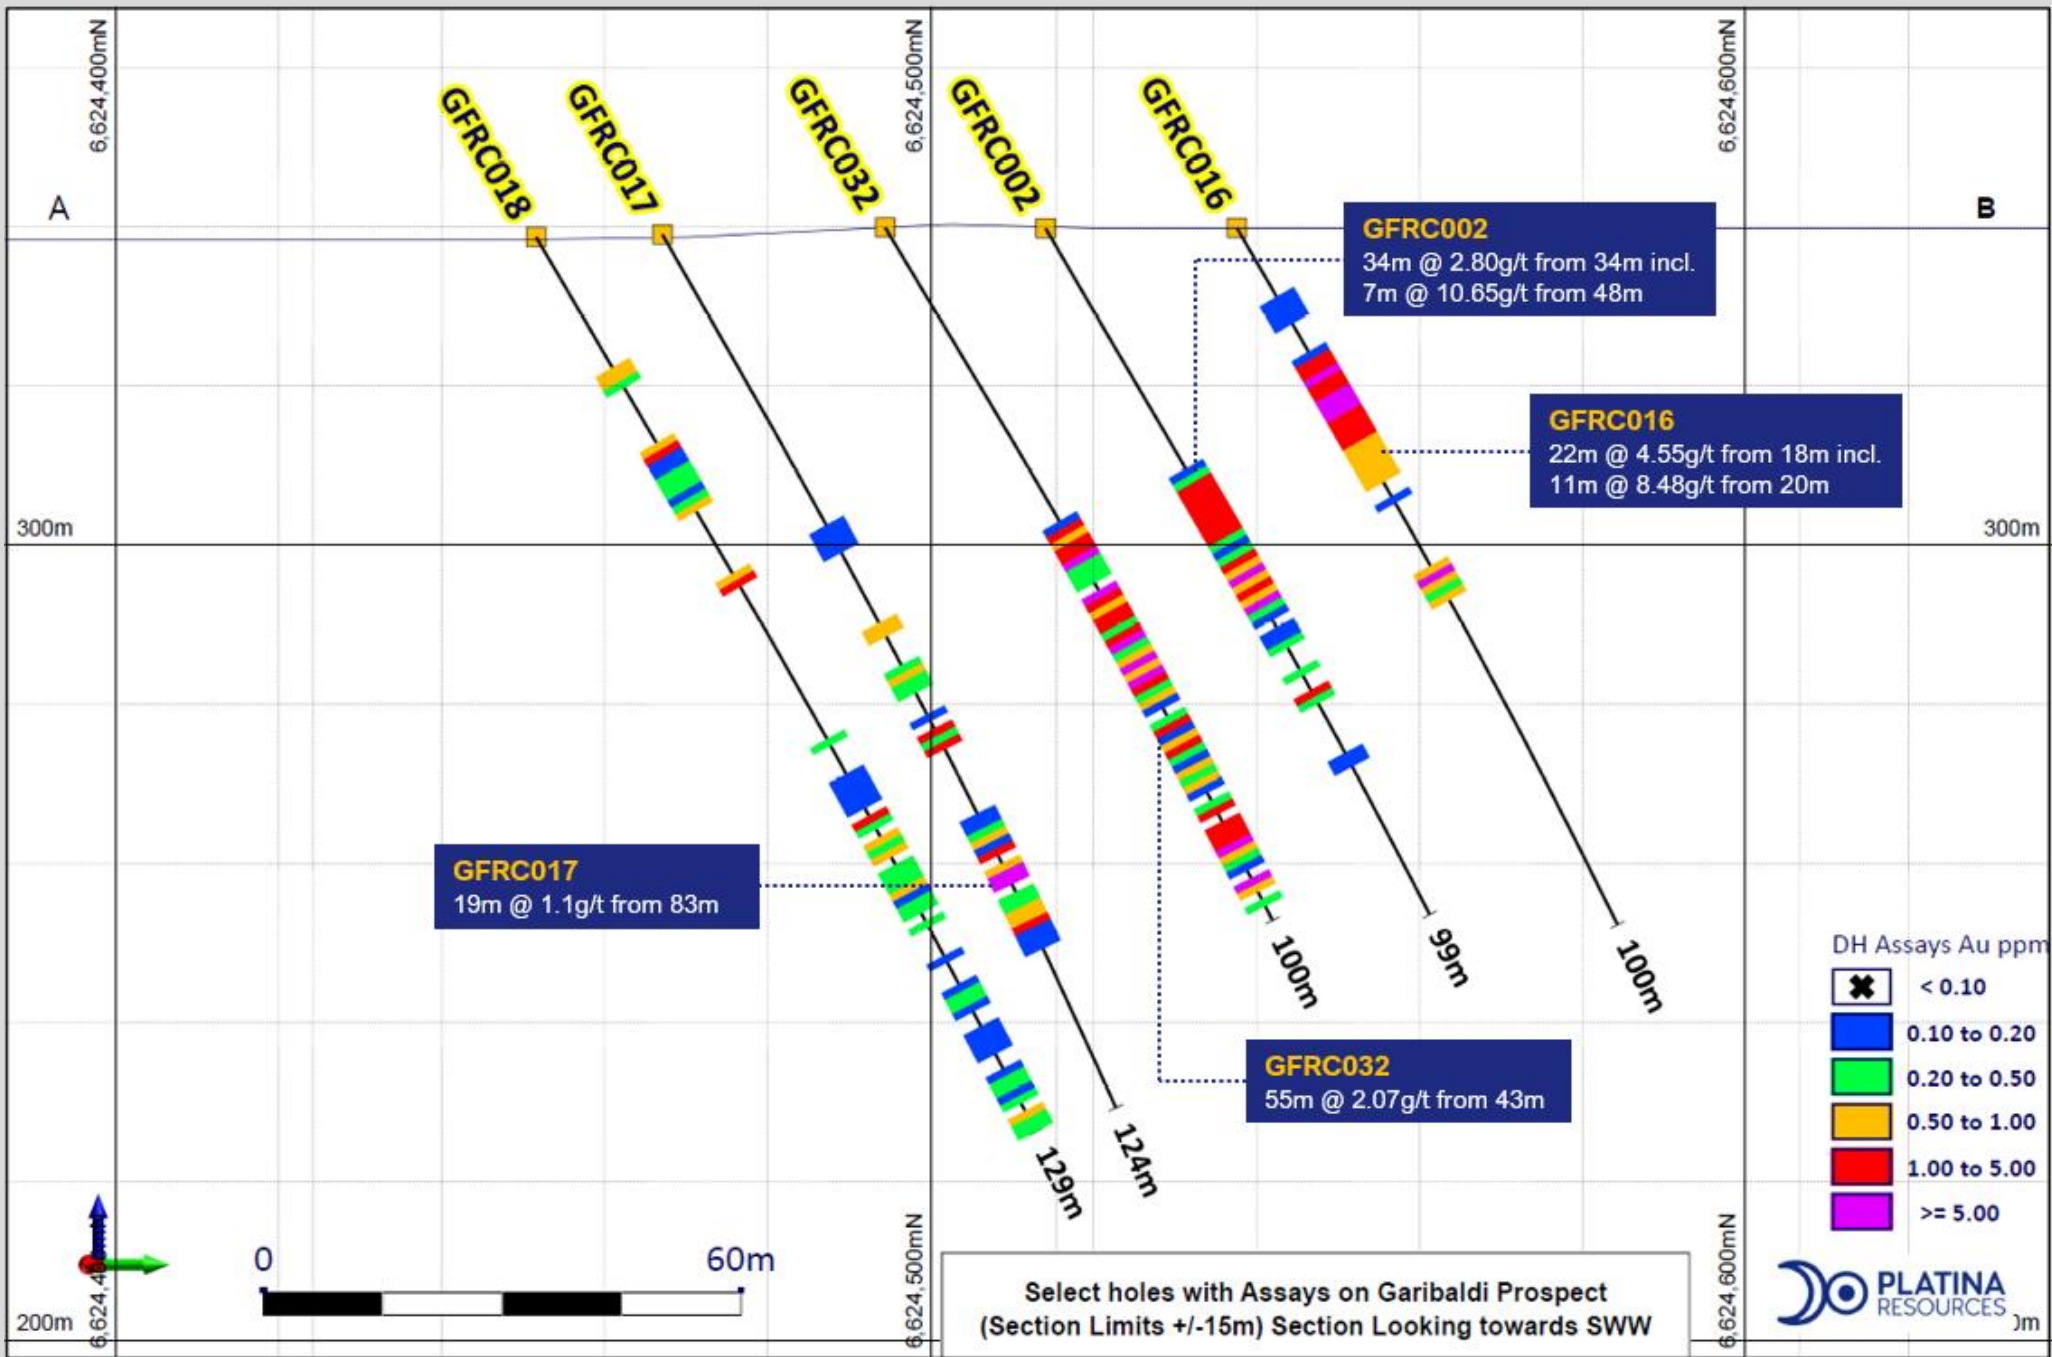 6,624,400mN
6,624,500mN
6,624,600mN
GFRC018
GFRC017
GFRC032
GFRC002
GFRC016
A
B
GFRC002
34m @ 2.80g/t from 34m incl.
7m @ 10.65g/t from 48m
GFRC016
22m @ 4.55g/t from 18m incl.
11m @ 8.48g/t from 20m
300m
300m
GFRC017
19m @ 1.1g/t from 83m
100m
99m
100m
GFRC032
55m @ 2.07g/t from 43m
129m
124m
DH Assays Au ppm
< 0.10
0.10 to 0.20
0.20 to 0.50
0.50 to 1.00
1.00 to 5.00
>= 5.00
0 60m
6,624,500mN
6,624,600mN
Select holes with Assays on Garibaldi Prospect
(Section Limits +/-15m) Section Looking towards SWW
PLATINA
RESOURCES
200m